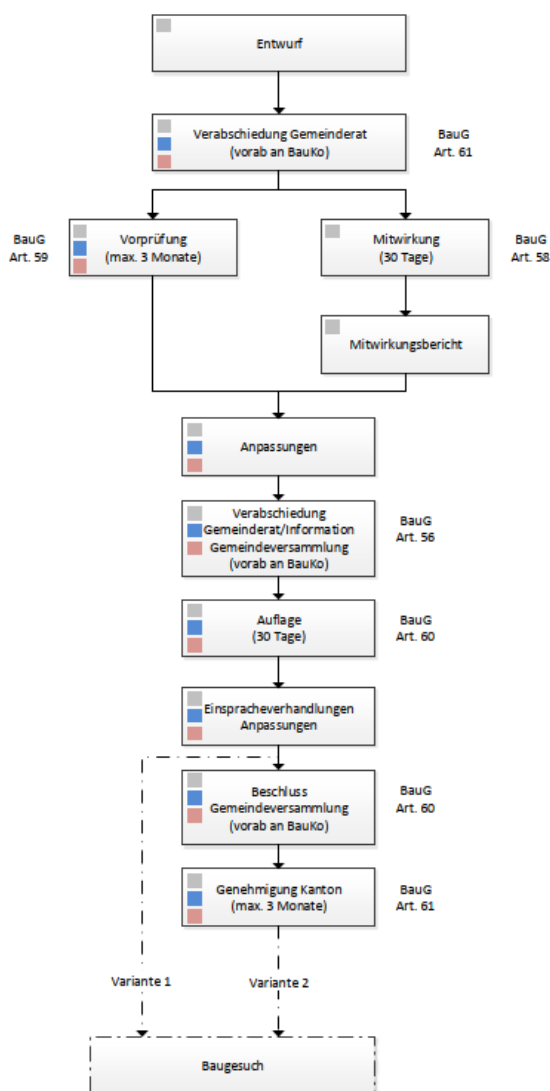 Entwurf
Verabschiedung Gemeinderat
(vorab an BauKo)
BauG
Art. 61
BauG
Art. 59
Vorprüfung
(max. 3 Monate)
Mitwirkung
(30 Tage)
BauG
Art. 58
Mitwirkungsbericht
Anpassungen
Verabschiedung
Gemeinderat/Information
Gemeindeversammlung
(vorab an BauKo)
BauG
Art. 56
Auflage
(30 Tage)
BauG
Art. 60
Einspracheverhandlungen
Anpassungen
Beschluss
Gemeindeversammlung
(vorab an BauKo)
BauG
Art. 60
Genehmigung Kanton
(max. 3 Monate)
BauG
Art. 61
Variante 1
Variante 2
Baugesuch